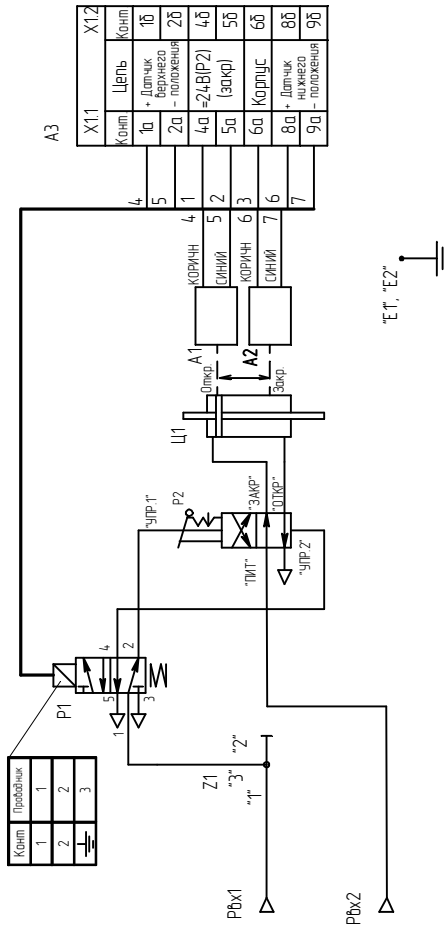 А3
X1.1 X1.2
Конт Цепь Конт
1а + Датчик верхнего 1б
2а – положения 2б
4а =24В(Р2) 4б
5а (закр) 5б
6а Корпус 6б
8а + Датчик нижнего 8б
9а – положения 9б
4
5
1
2
3
6
7
4
5
6
7
КОРИЧН
СИНИЙ
КОРИЧН
СИНИЙ
А1
А2
Откр.
Закр.
Ц1
"Е1", "Е2"
"УПР.1"
Р2
"ЗАКР"
"ОТКР"
"ПИТ"
"УПР.2"
Р1
4
2
5
1
3
Конт Проводник
1 1
2 2
3
Z1
"2"
"3"
"1"
Рвх1
Рвх2